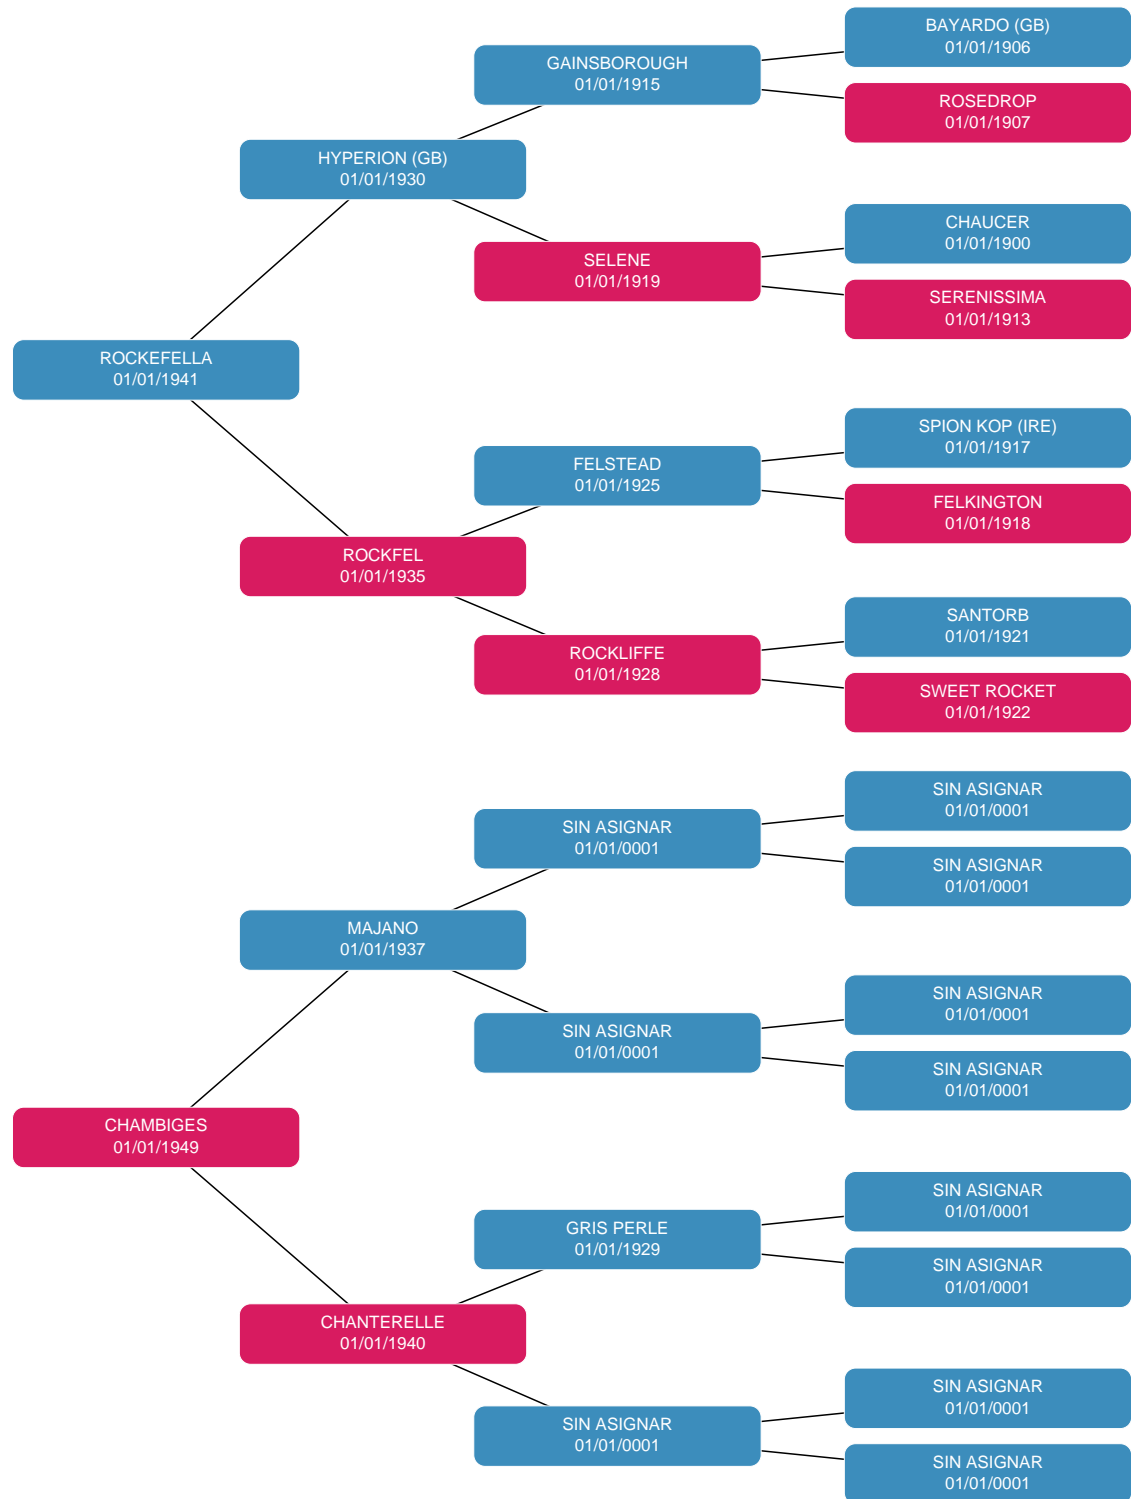 BAYARDO (GB)
01/01/1906
GAINSBOROUGH
01/01/1915
ROSEDROP
01/01/1907
HYPERION (GB)
01/01/1930
CHAUCER
01/01/1900
SELENE
01/01/1919
SERENISSIMA
01/01/1913
ROCKEFELLA
01/01/1941
SPION KOP (IRE)
01/01/1917
FELSTEAD
01/01/1925
FELKINGTON
01/01/1918
ROCKFEL
01/01/1935
SANTORB
01/01/1921
ROCKLIFFE
01/01/1928
SWEET ROCKET
01/01/1922
SIN ASIGNAR
01/01/0001
SIN ASIGNAR
01/01/0001
SIN ASIGNAR
01/01/0001
MAJANO
01/01/1937
SIN ASIGNAR
01/01/0001
SIN ASIGNAR
01/01/0001
SIN ASIGNAR
01/01/0001
CHAMBIGES
01/01/1949
SIN ASIGNAR
01/01/0001
GRIS PERLE
01/01/1929
SIN ASIGNAR
01/01/0001
CHANTERELLE
01/01/1940
SIN ASIGNAR
01/01/0001
SIN ASIGNAR
01/01/0001
SIN ASIGNAR
01/01/0001